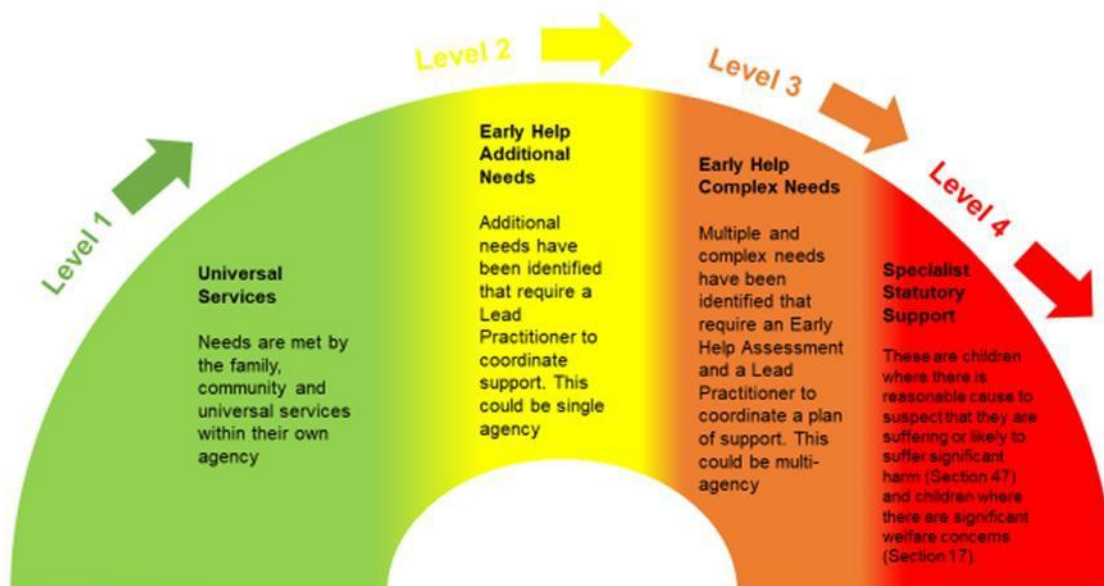 Level 1
Universal
Services
Needs are met by
the family,
community and
universal services
within their own
agency
Level 2
Early Help
Additional
Needs
Additional
needs have
been identified
that require a
Lead
Practitioner to
coordinate
support. This
could be single
agency
Level 3
Early Help
Complex Needs
Multiple and
complex needs
have been
identified that
require an Early
Help Assessment
and a Lead
Practitioner to
coordinate a plan
of support. This
could be multi-
agency
Level 4
Specialist
Statutory
Support
These are children
where there is
reasonable cause to
suspect that they are
suffering or likely to
suffer significant
harm (Section 47)
and children where
there are significant
welfare concerns
(Section 17).